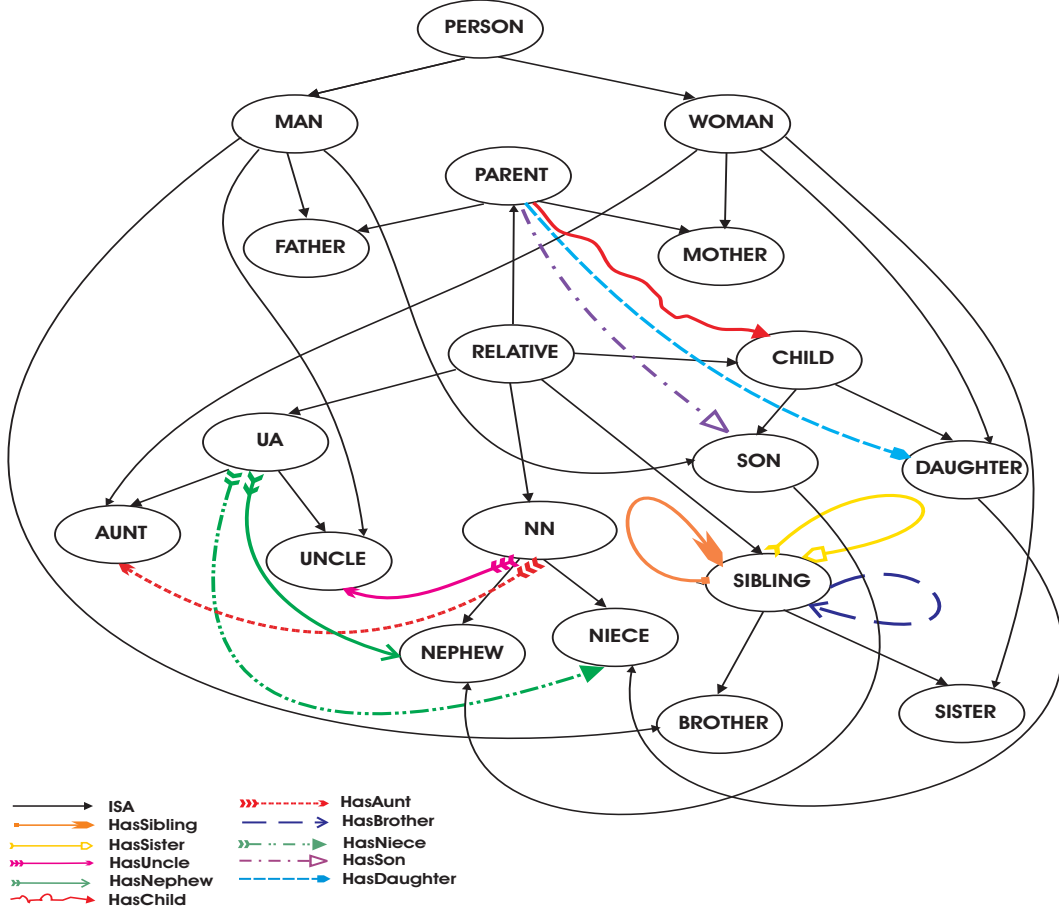 PERSON
MAN
WOMAN
PARENT
FATHER
MOTHER
RELATIVE
CHILD
UA
SON
DAUGHTER
AUNT
UNCLE
NN
SIBLING
NEPHEW
NIECE
BROTHER
SISTER
ISA
HasSibling
HasSister
HasUncle
HasNephew
HasChild
HasAunt
HasBrother
HasNiece
HasSon
HasDaughter